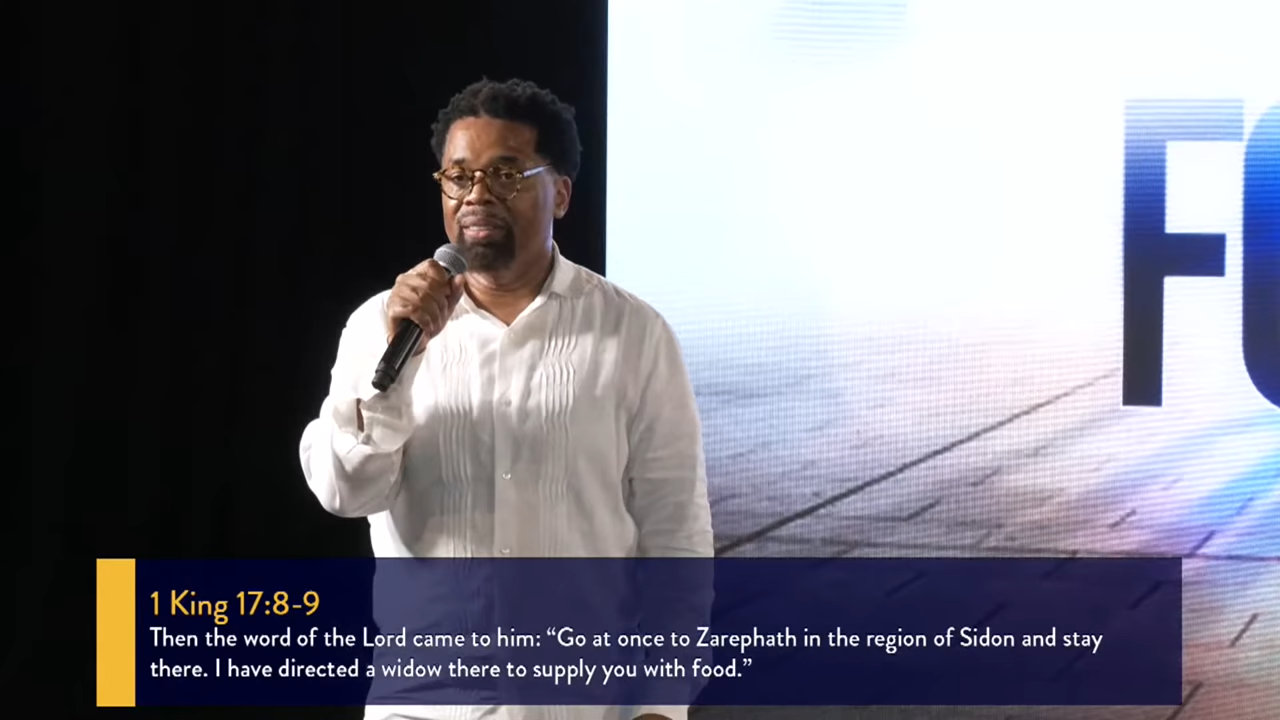 FO
1 King 17:8-9
Then the word of the Lord came to him: “Go at once to Zarephath in the region of Sidon and stay
there. I have directed a widow there to supply you with food.”